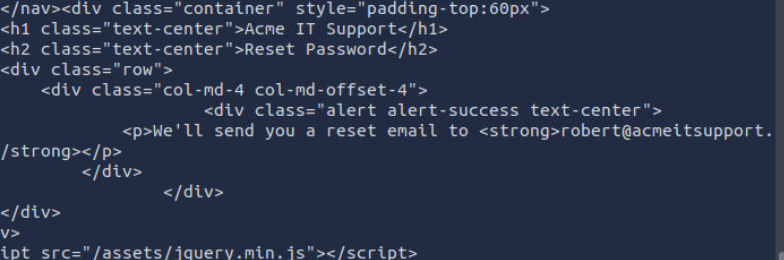 </nav><div class="container" style="padding-top:60px">
<h1 class="text-center">Acme IT Support</h1>
<h2 class="text-center">Reset Password</h2>
<div class="row">
    <div class="col-md-4 col-md-offset-4">
                    <div class="alert alert-success text-center">
            <p>We'll send you a reset email to <strong>robert@acmeitsupport.
/strong></p>
        </div>
                </div>
</div>
v>
ipt src="/assets/jquery.min.js"></script>